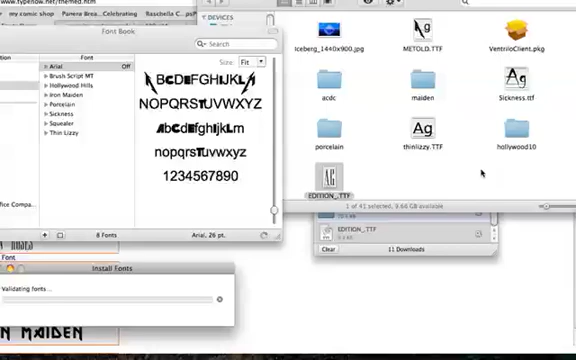 www.typenow.net/themed.htm
my comic shop
Panera Bread
Celebrating
Raschella C
Font Book
Search
Arial Off
Brush Script MT
Hollywood Hills
Iron Maiden
Porcelain
Sickness
Squealer
Thin Lizzy
Size: Fit
ABCDEFGHIJKLM
NOPQRSTUVWXYZ
abcdefghijklm
nopqrstuvwxyz
1234567890
8 Fonts
Arial, 26 pt.
DEVICES
Iceberg_1440x900.jpg
METOLD.TTF
VentriloClient.pkg
acdc
maiden
Sickness.ttf
porcelain
thinlizzy.TTF
hollywood10
EDITION_.TTF
1 of 41 selected, 9.66 GB available
EDITION_.TTF
Clear
11 Downloads
Font
Install Fonts
Validating fonts...
N MAIDEN